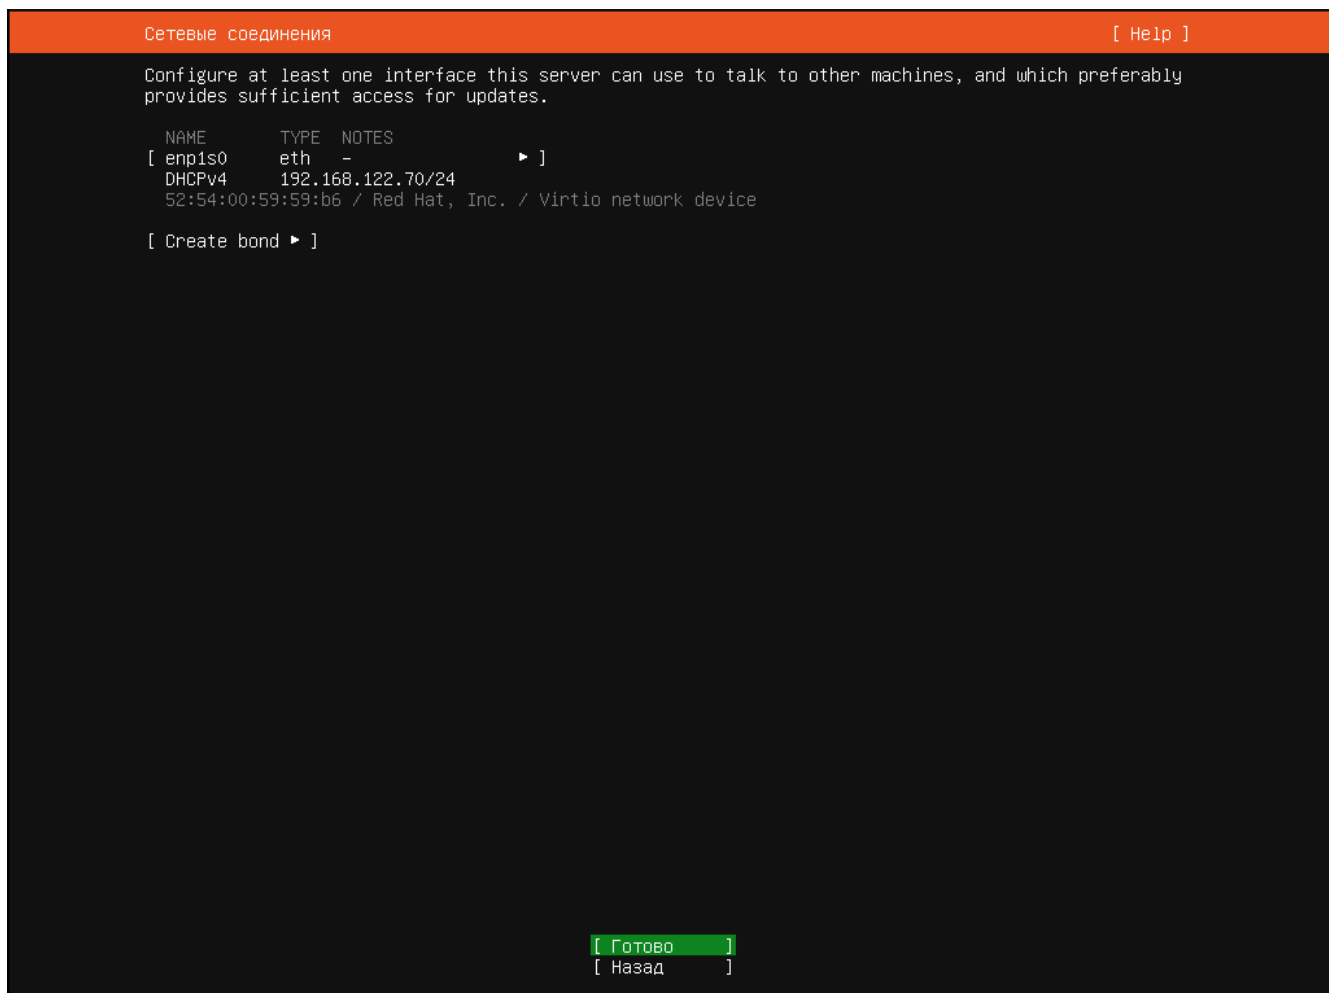 Сетевые соединения [ Help ]
Configure at least one interface this server can use to talk to other machines, and which preferably
provides sufficient access for updates.
NAME TYPE NOTES
[ enp1s0 eth - ▸ ]
DHCPv4 192.168.122.70/24
52:54:00:59:59:b6 / Red Hat, Inc. / Virtio network device
[ Create bond ▸ ]
[ Готово ]
[ Назад ]